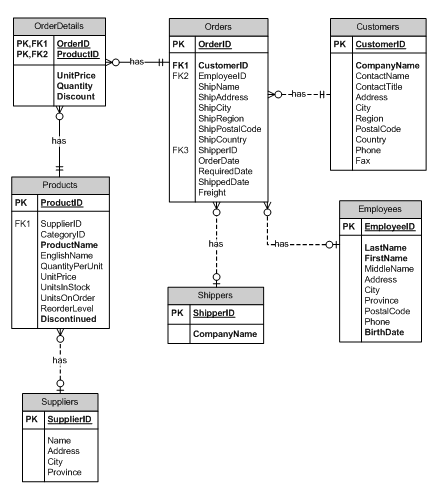 OrderDetails
PK,FK1 OrderID
PK,FK2 ProductID
UnitPrice
Quantity
Discount
has
Orders
PK OrderID
FK1 CustomerID
FK2 EmployeeID
ShipName
ShipAddress
ShipCity
ShipRegion
ShipPostalCode
ShipCountry
FK3 ShipperID
OrderDate
RequiredDate
ShippedDate
Freight
has
Customers
PK CustomerID
CompanyName
ContactName
ContactTitle
Address
City
Region
PostalCode
Country
Phone
Fax
has
Products
PK ProductID
FK1 SupplierID
CategoryID
ProductName
EnglishName
QuantityPerUnit
UnitPrice
UnitsInStock
UnitsOnOrder
ReorderLevel
Discontinued
has
has
Employees
PK EmployeeID
LastName
FirstName
MiddleName
Address
City
Province
PostalCode
Phone
BirthDate
Shippers
PK ShipperID
CompanyName
has
Suppliers
PK SupplierID
Name
Address
City
Province